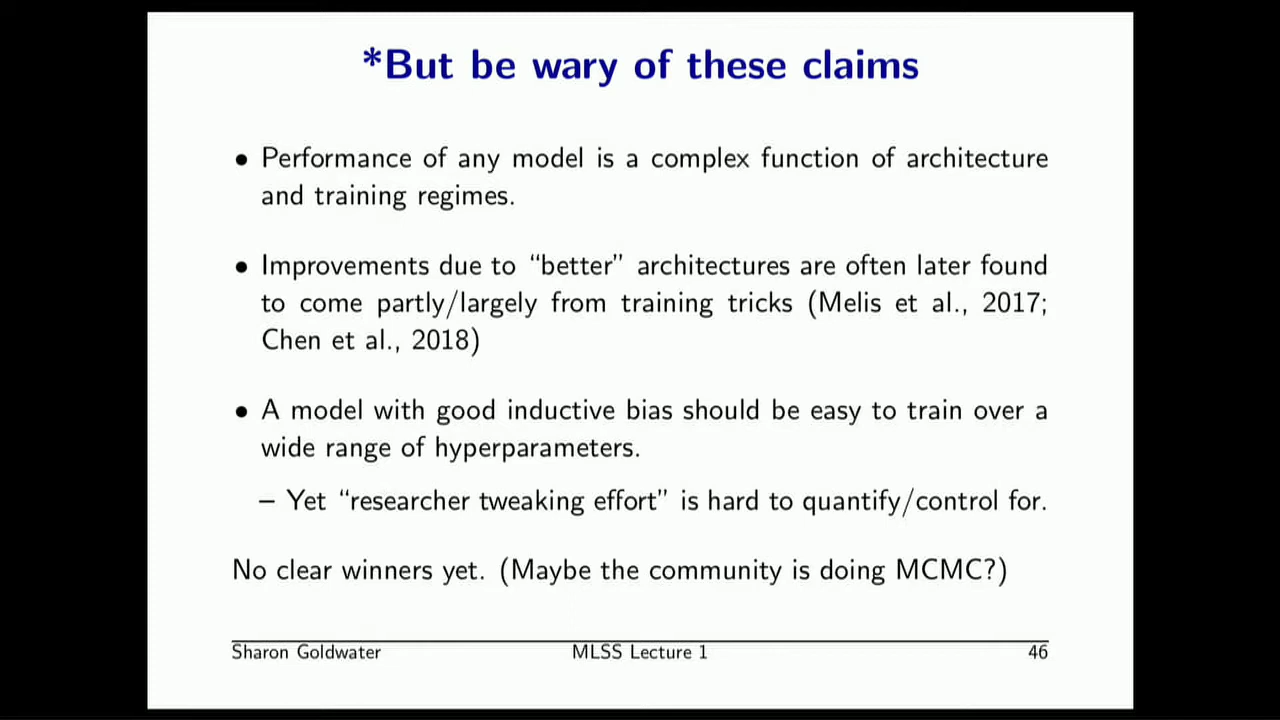 *But be wary of these claims
• Performance of any model is a complex function of architecture
and training regimes.
• Improvements due to “better” architectures are often later found
to come partly/largely from training tricks (Melis et al., 2017;
Chen et al., 2018)
• A model with good inductive bias should be easy to train over a
wide range of hyperparameters.
– Yet “researcher tweaking effort” is hard to quantify/control for.
No clear winners yet. (Maybe the community is doing MCMC?)
Sharon Goldwater MLSS Lecture 1 46